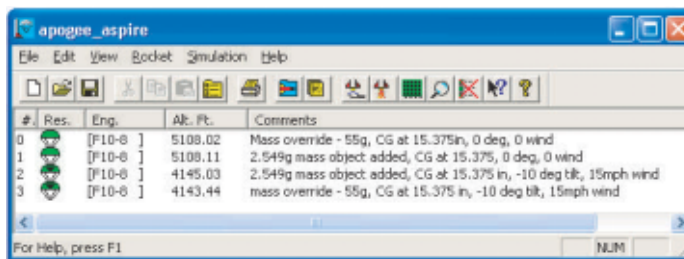 apogee_aspire
File Edit View Rocket Simulation Help
#. Res. Eng. Alt. Ft. Comments
0 [F10-8 ] 5108.02 Mass override - 55g, CG at 15.375in, 0 deg, 0 wind
1 [F10-8 ] 5108.11 2.549g mass object added, CG at 15.375, 0 deg, 0 wind
2 [F10-8 ] 4145.03 2.549g mass object added, CG at 15.375 in, -10 deg tilt, 15mph wind
3 [F10-8 ] 4143.44 mass override - 55g, CG at 15.375 in, -10 deg tilt, 15mph wind
For Help, press F1 NUM